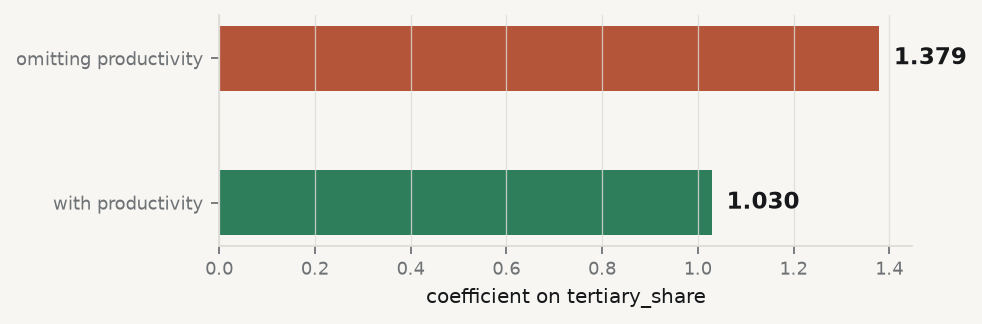 omitting productivity
1.379
with productivity
1.030
0.0 0.2 0.4 0.6 0.8 1.0 1.2 1.4
coefficient on tertiary_share